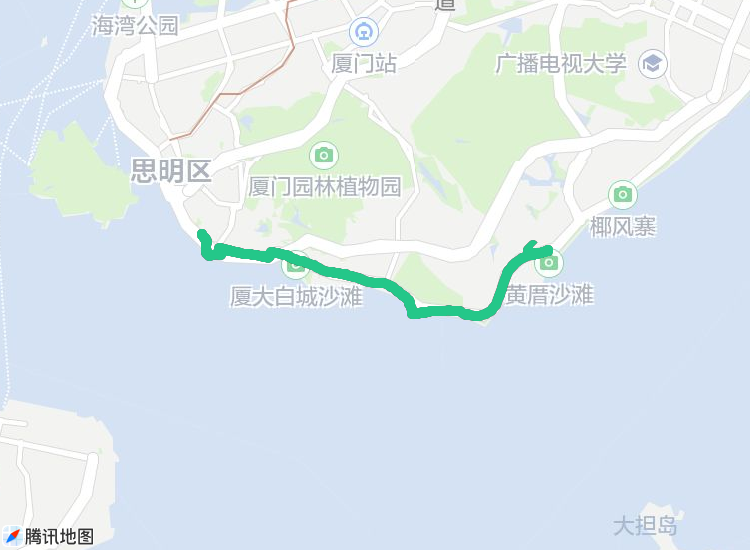 道
海湾公园
厦门站
广播电视大学
思明区
厦门园林植物园
椰风寨
厦大白城沙滩
黄厝沙滩
大担岛
腾讯地图